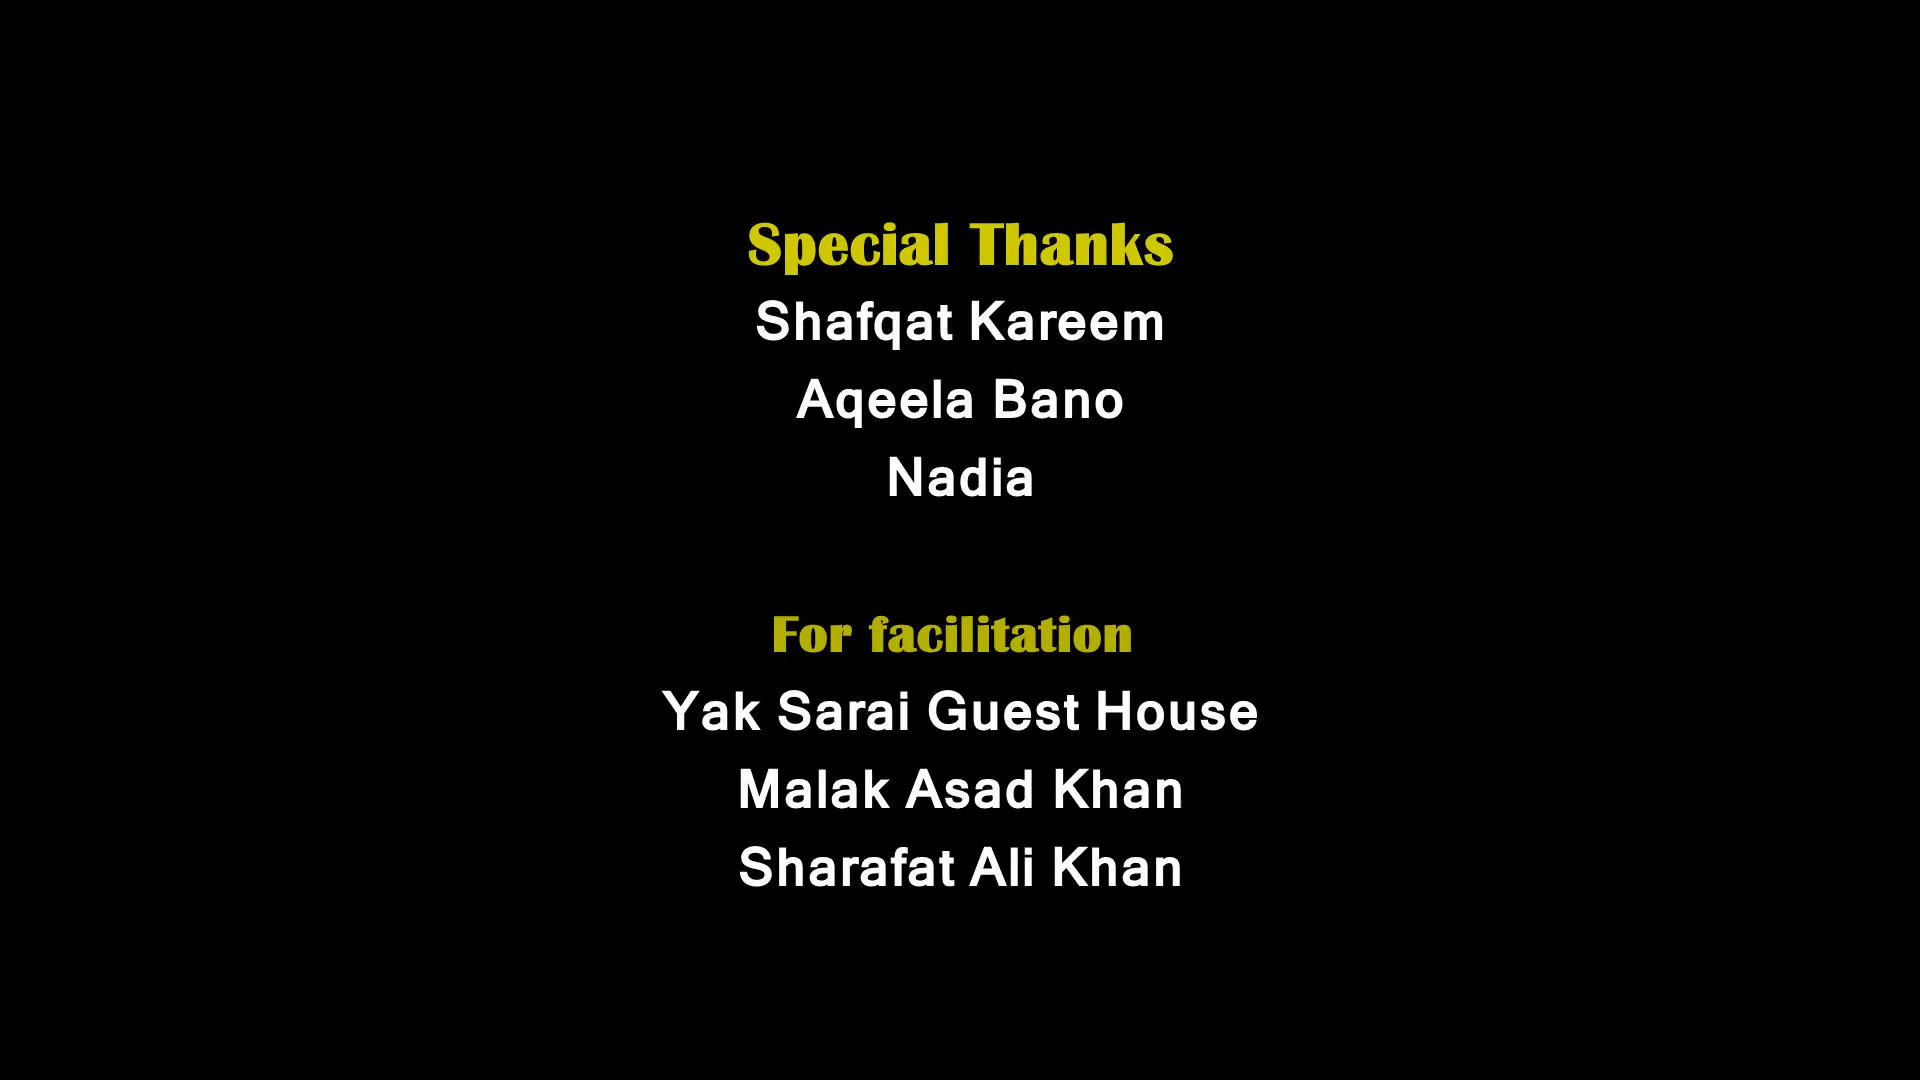 Special Thanks
Shafqat Kareem
Aqeela Bano
Nadia
For facilitation
Yak Sarai Guest House
Malak Asad Khan
Sharafat Ali Khan